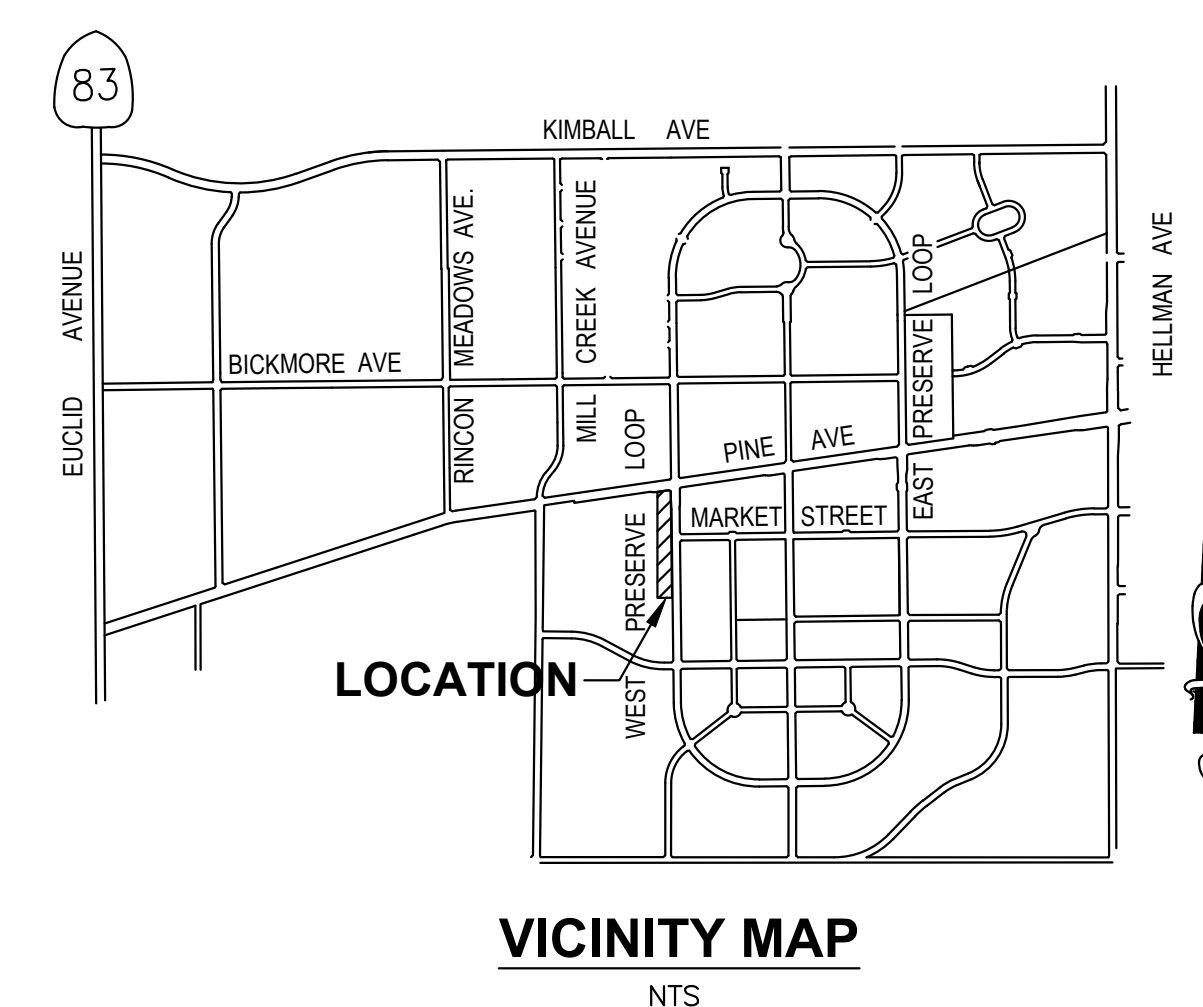 83
KIMBALL AVE
EUCLID AVENUE
RINCON MEADOWS AVE.
MILL CREEK AVENUE
BICKMORE AVE
WEST PRESERVE LOOP
PINE AVE
EAST PRESERVE LOOP
HELLMAN AVE
MARKET STREET
LOCATION
VICINITY MAP
NTS